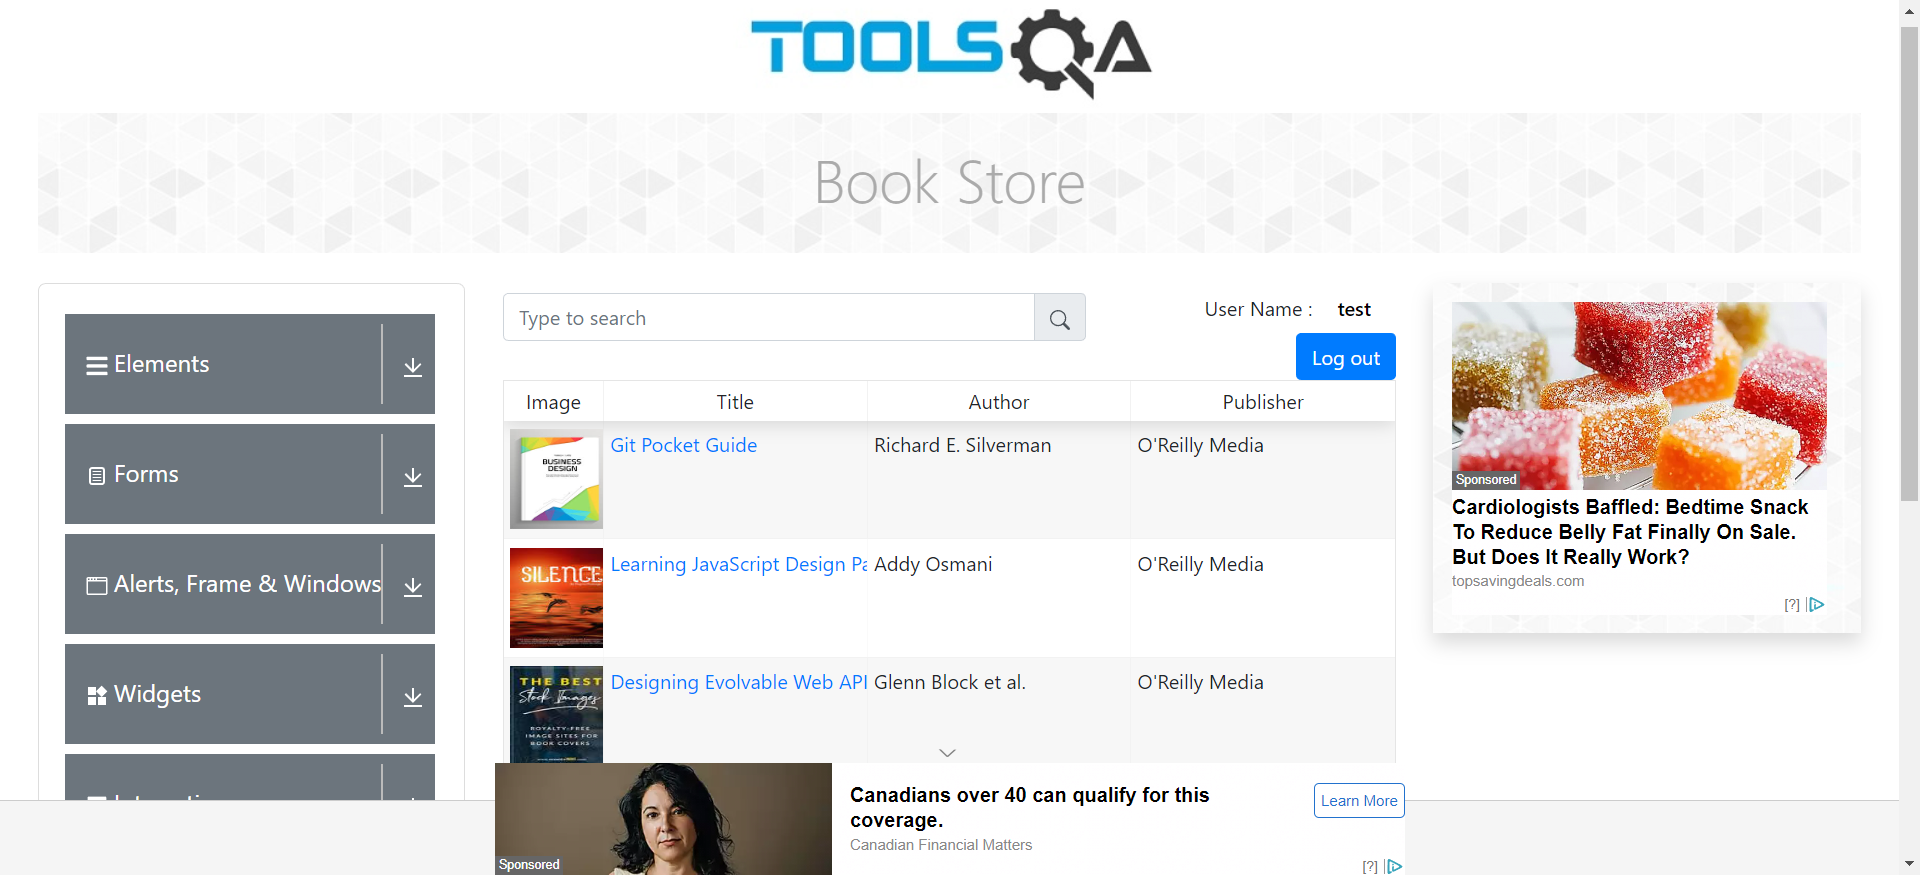 TOOLSQA
Book Store
Elements
Forms
Alerts, Frame & Windows
Widgets
Type to search
User Name :
test
Log out
Image
Title
Author
Publisher
BUSINESS
DESIGN
Git Pocket Guide
Richard E. Silverman
O'Reilly Media
SILENCE
Learning JavaScript Design Pa
Addy Osmani
O'Reilly Media
THE BEST
Stock Images
ROYALTY-FREE
IMAGE SITES FOR
BOOK COVERS
Designing Evolvable Web API
Glenn Block et al.
O'Reilly Media
Sponsored
Cardiologists Baffled: Bedtime Snack
To Reduce Belly Fat Finally On Sale.
But Does It Really Work?
topsavingdeals.com
[?]
Sponsored
Canadians over 40 can qualify for this
coverage.
Canadian Financial Matters
Learn More
[?]